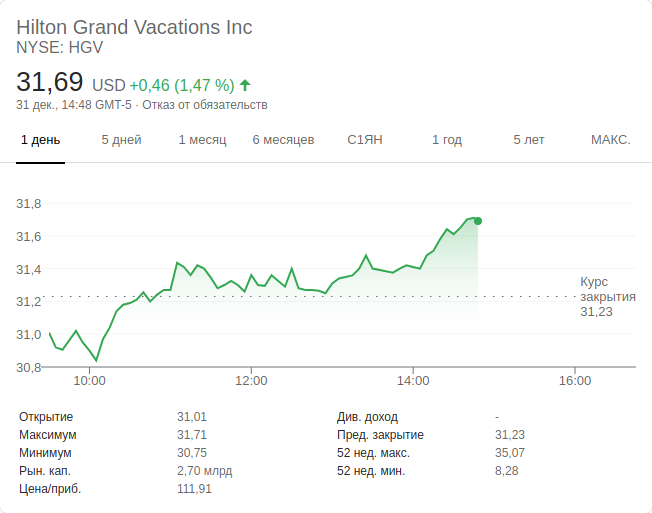 Hilton Grand Vacations Inc
NYSE: HGV
31,69 USD +0,46 (1,47 %)
31 дек., 14:48 GMT-5 · Отказ от обязательств
1 день 5 дней 1 месяц 6 месяцев С1ЯН 1 год 5 лет МАКС.
31,8
31,6
31,4
31,2
31,0
30,8
Курс
закрытия
31,23
10:00 12:00 14:00 16:00
Открытие 31,01 Див. доход -
Максимум 31,71 Пред. закрытие 31,23
Минимум 30,75 52 нед. макс. 35,07
Рын. кап. 2,70 млрд 52 нед. мин. 8,28
Цена/приб. 111,91